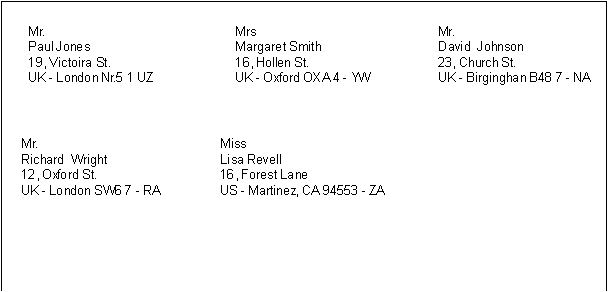 Mr.
Paul Jones
19, Victoira St.
UK - London Nr.5 1 UZ
Mrs
Margaret Smith
16, Hollen St.
UK - Oxford OXA 4 - YW
Mr.
David Johnson
23, Church St.
UK - Birginghan B48 7 - NA
Mr.
Richard Wright
12, Oxford St.
UK - London SW6 7 - RA
Miss
Lisa Revell
16, Forest Lane
US - Martinez, CA 94553 - ZA